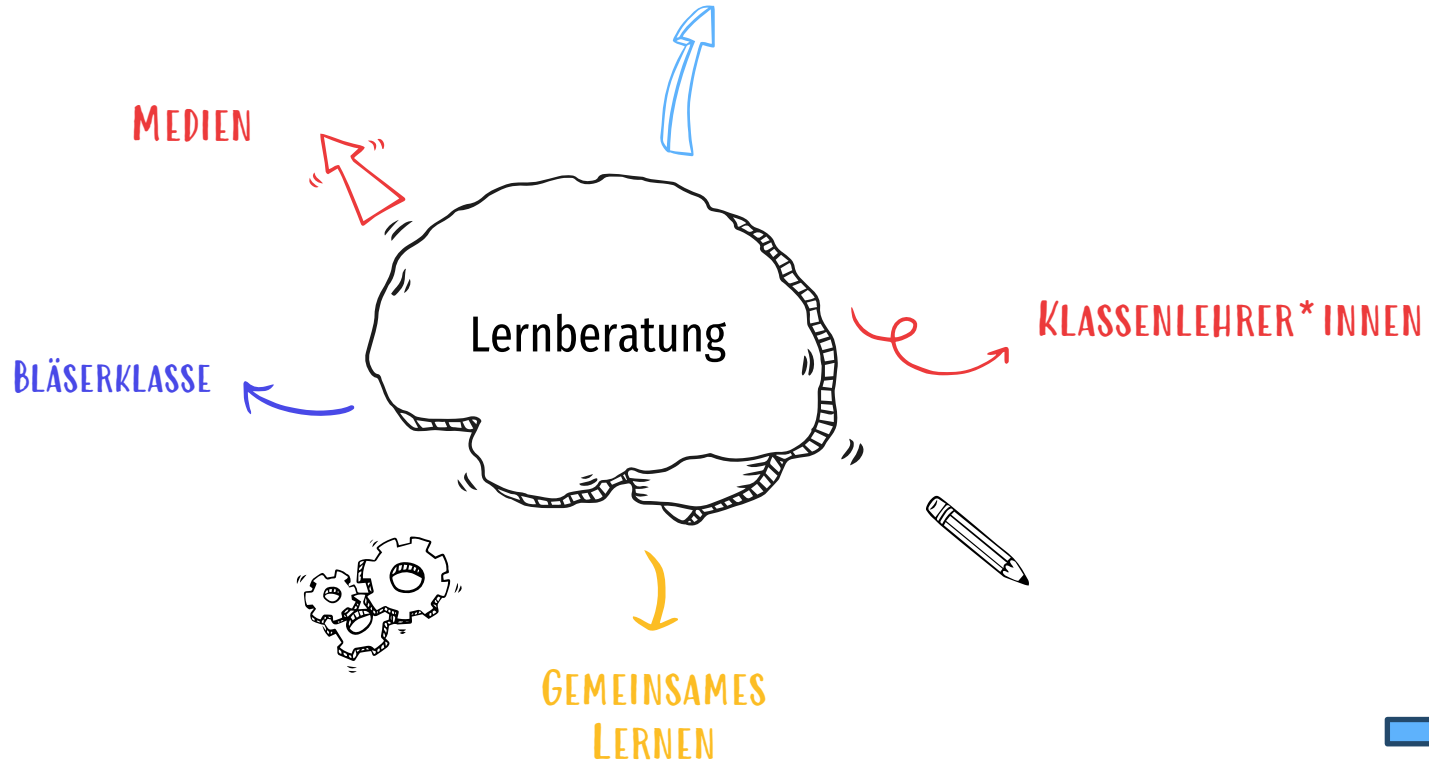 MEDIEN
Lernberatung
KLASSENLEHRER*INNEN
BLÄSERKLASSE
GEMEINSAMES
LERNEN